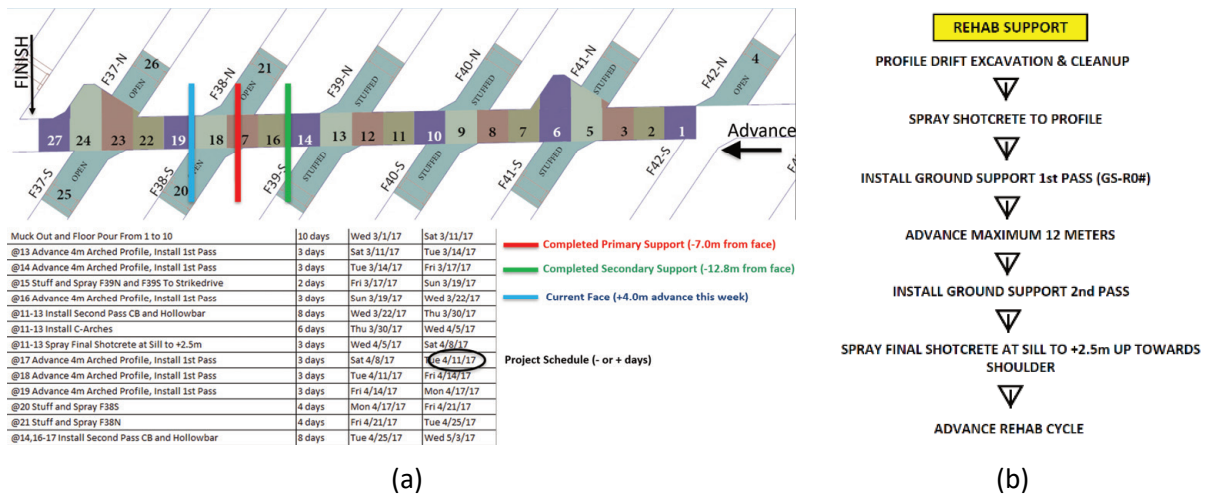 FINISH
F37-N
26
OPEN
F38-N
21
OPEN
F39-N
STUFFED
F40-N
STUFFED
F41-N
STUFFED
F42-N
4
OPEN
27
24
23
22
19
18
7
16
14
13
12
11
10
9
8
7
6
5
3
2
1
Advance
F37-S
25
OPEN
F38-S
20
OPEN
F39-S
STUFFED
F40-S
STUFFED
F41-S
STUFFED
F42-S
Muck Out and Floor Pour From 1 to 10 10 days Wed 3/1/17 Sat 3/11/17
@13 Advance 4m Arched Profile, Install 1st Pass 3 days Sat 3/11/17 Tue 3/14/17
@14 Advance 4m Arched Profile, Install 1st Pass 3 days Tue 3/14/17 Fri 3/17/17
@15 Stuff and Spray F39N and F39S To Strikedrive 2 days Fri 3/17/17 Sun 3/19/17
@16 Advance 4m Arched Profile, Install 1st Pass 3 days Sun 3/19/17 Wed 3/22/17
@11-13 Install Second Pass CB and Hollowbar 8 days Wed 3/22/17 Thu 3/30/17
@11-13 Install C-Arches 6 days Thu 3/30/17 Wed 4/5/17
@11-13 Spray Final Shotcrete at Sill to +2.5m 3 days Wed 4/5/17 Sat 4/8/17
@17 Advance 4m Arched Profile, Install 1st Pass 3 days Sat 4/8/17 Tue 4/11/17
@18 Advance 4m Arched Profile, Install 1st Pass 3 days Tue 4/11/17 Fri 4/14/17
@19 Advance 4m Arched Profile, Install 1st Pass 3 days Fri 4/14/17 Mon 4/17/17
@20 Stuff and Spray F38S 4 days Mon 4/17/17 Fri 4/21/17
@21 Stuff and Spray F38N 4 days Fri 4/21/17 Tue 4/25/17
@14,16-17 Install Second Pass CB and Hollowbar 8 days Tue 4/25/17 Wed 5/3/17
Completed Primary Support (-7.0m from face)
Completed Secondary Support (-12.8m from face)
Current Face (+4.0m advance this week)
Project Schedule (- or + days)
(a)
REHAB SUPPORT
PROFILE DRIFT EXCAVATION & CLEANUP
SPRAY SHOTCRETE TO PROFILE
INSTALL GROUND SUPPORT 1st PASS (GS-R0#)
ADVANCE MAXIMUM 12 METERS
INSTALL GROUND SUPPORT 2nd PASS
SPRAY FINAL SHOTCRETE AT SILL TO +2.5m UP TOWARDS
SHOULDER
ADVANCE REHAB CYCLE
(b)